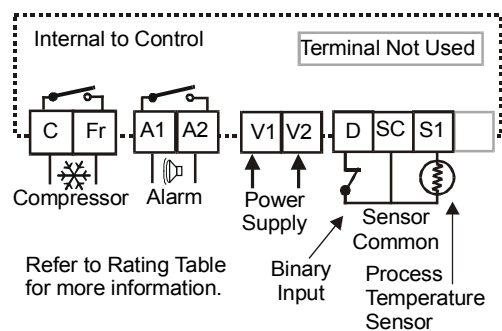 Internal to Control
Terminal Not Used
C Fr A1 A2 V1 V2 D SC S1
Compressor Alarm
Power
Supply
Sensor
Common
Binary
Input
Process
Temperature
Sensor
Refer to Rating Table
for more information.